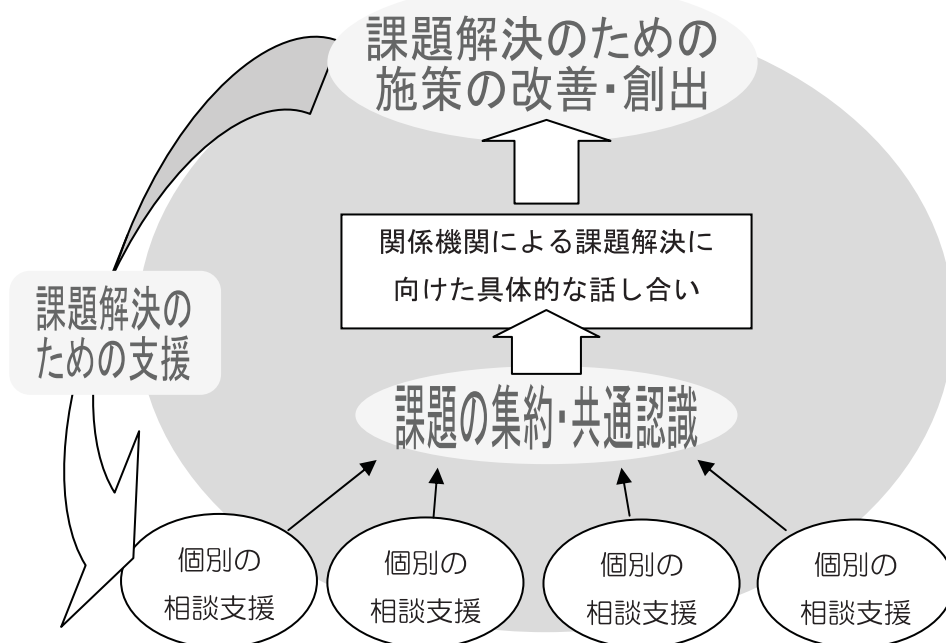 課題解決のための
施策の改善・創出
関係機関による課題解決に
向けた具体的な話し合い
課題解決の
ための支援
課題の集約・共通認識
個別の
相談支援
個別の
相談支援
個別の
相談支援
個別の
相談支援